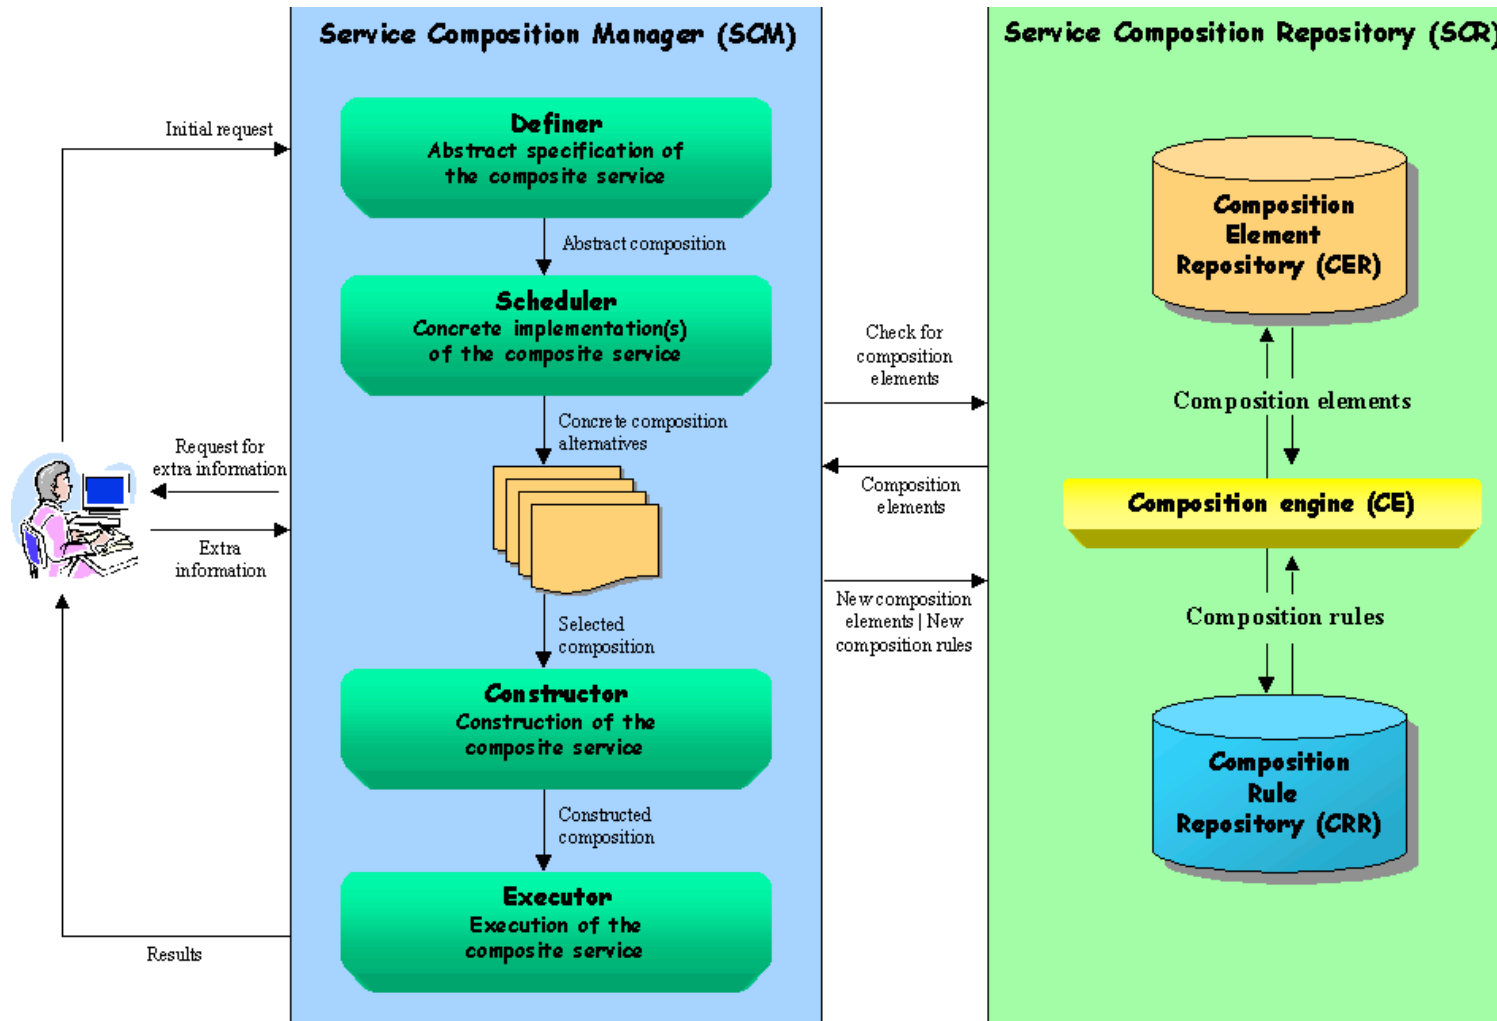 Service Composition Manager (SCM)
Service Composition Repository (SCR)
Initial request
Definer
Abstract specification of
the composite service
Abstract composition
Scheduler
Concrete implementation(s)
of the composite service
Concrete composition
alternatives
Request for
extra information
Extra
information
Selected
composition
Constructor
Construction of the
composite service
Constructed
composition
Executor
Execution of the
composite service
Results
Check for
composition
elements
Composition
elements
New composition
elements | New
composition rules
Composition
Element
Repository (CER)
Composition elements
Composition engine (CE)
Composition rules
Composition
Rule
Repository (CRR)